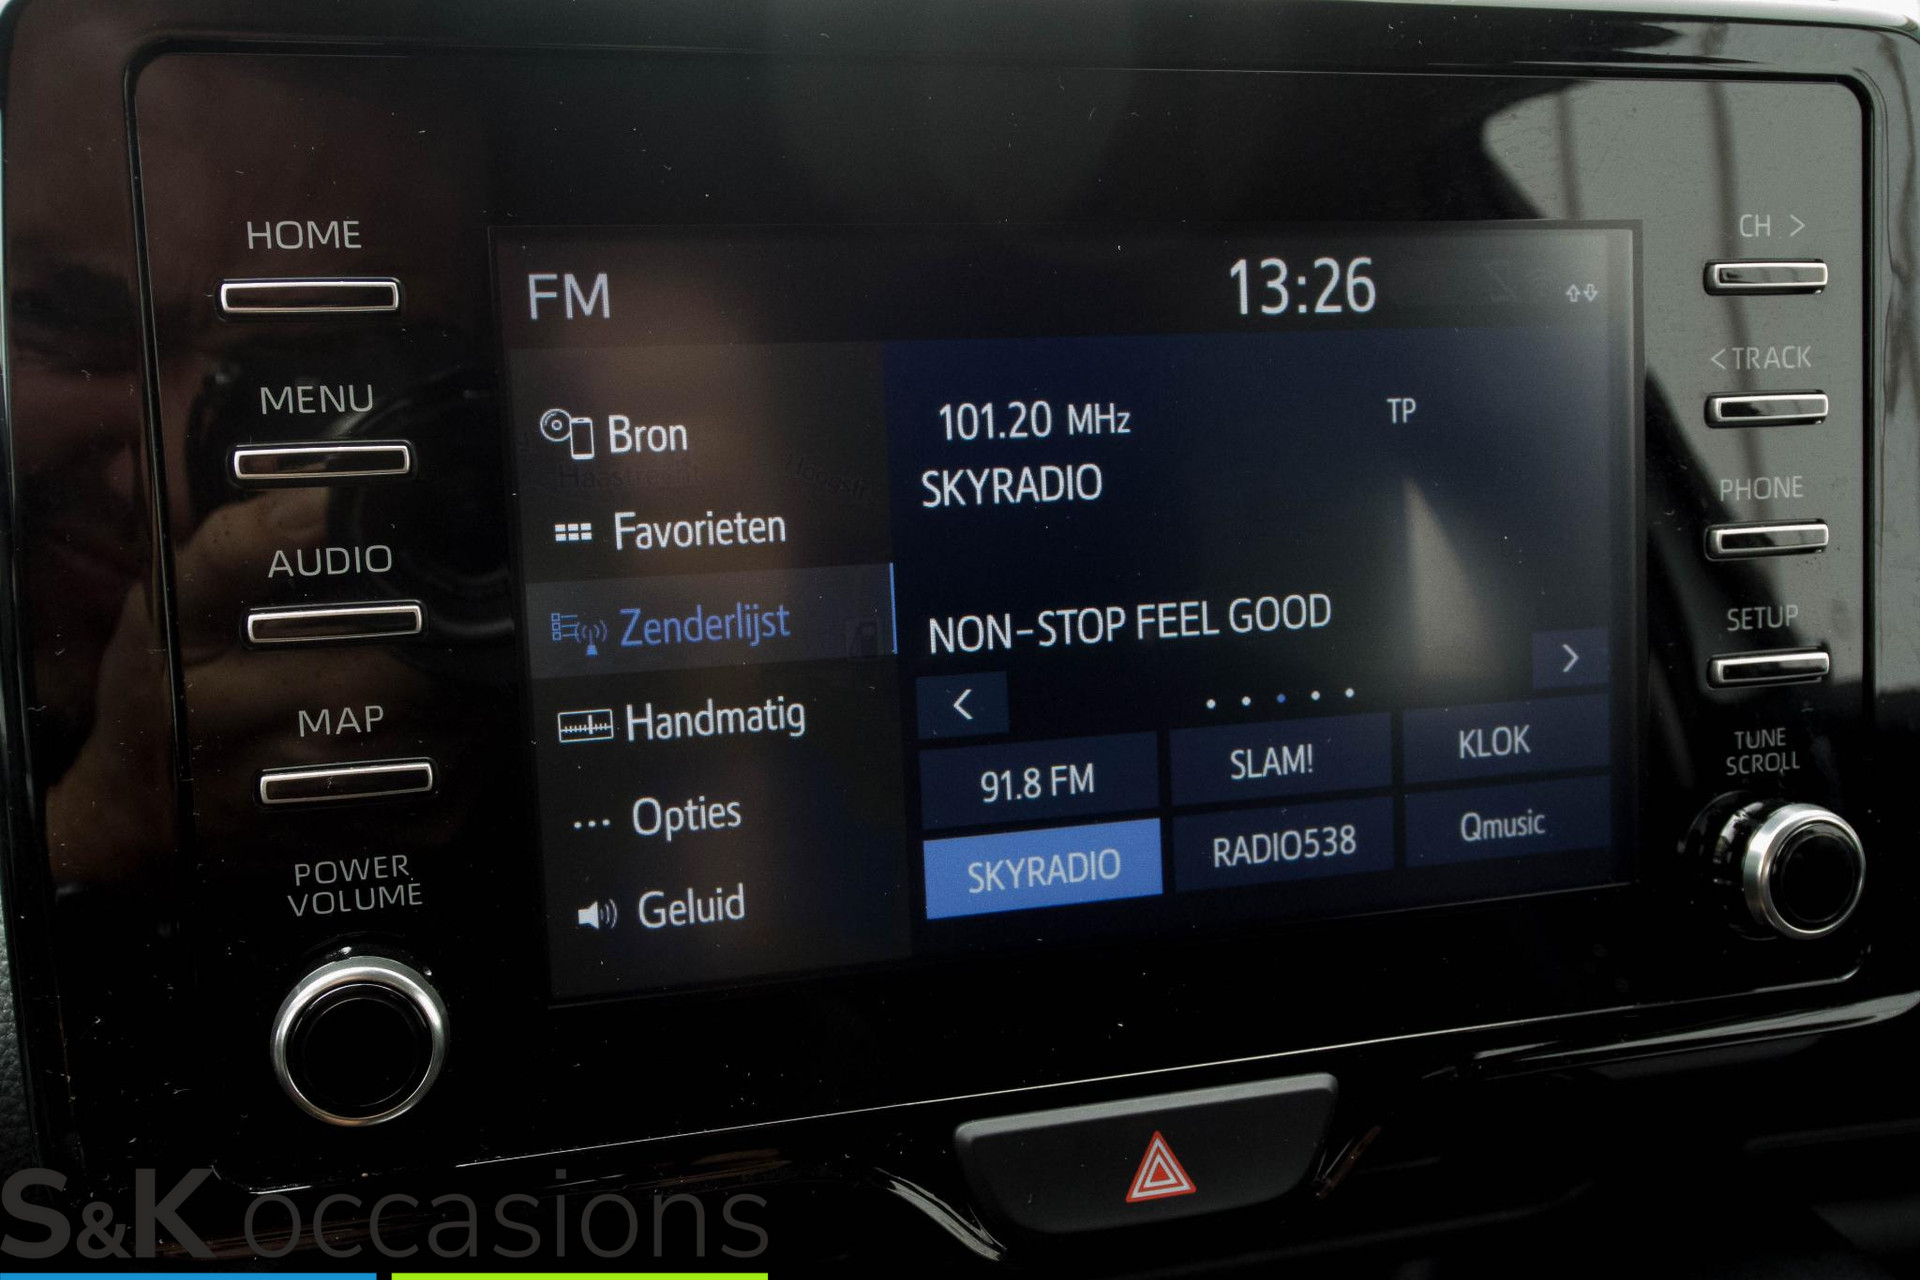 HOME
MENU
AUDIO
MAP
POWER
VOLUME
FM
13:26
Bron
Favorieten
Zenderlijst
Handmatig
Opties
Geluid
101.20 MHz
TP
SKYRADIO
NON-STOP FEEL GOOD
<
>
91.8 FM
SLAM!
KLOK
SKYRADIO
RADIO538
Qmusic
CH >
< TRACK
PHONE
SETUP
TUNE
SCROLL
S&K occasions